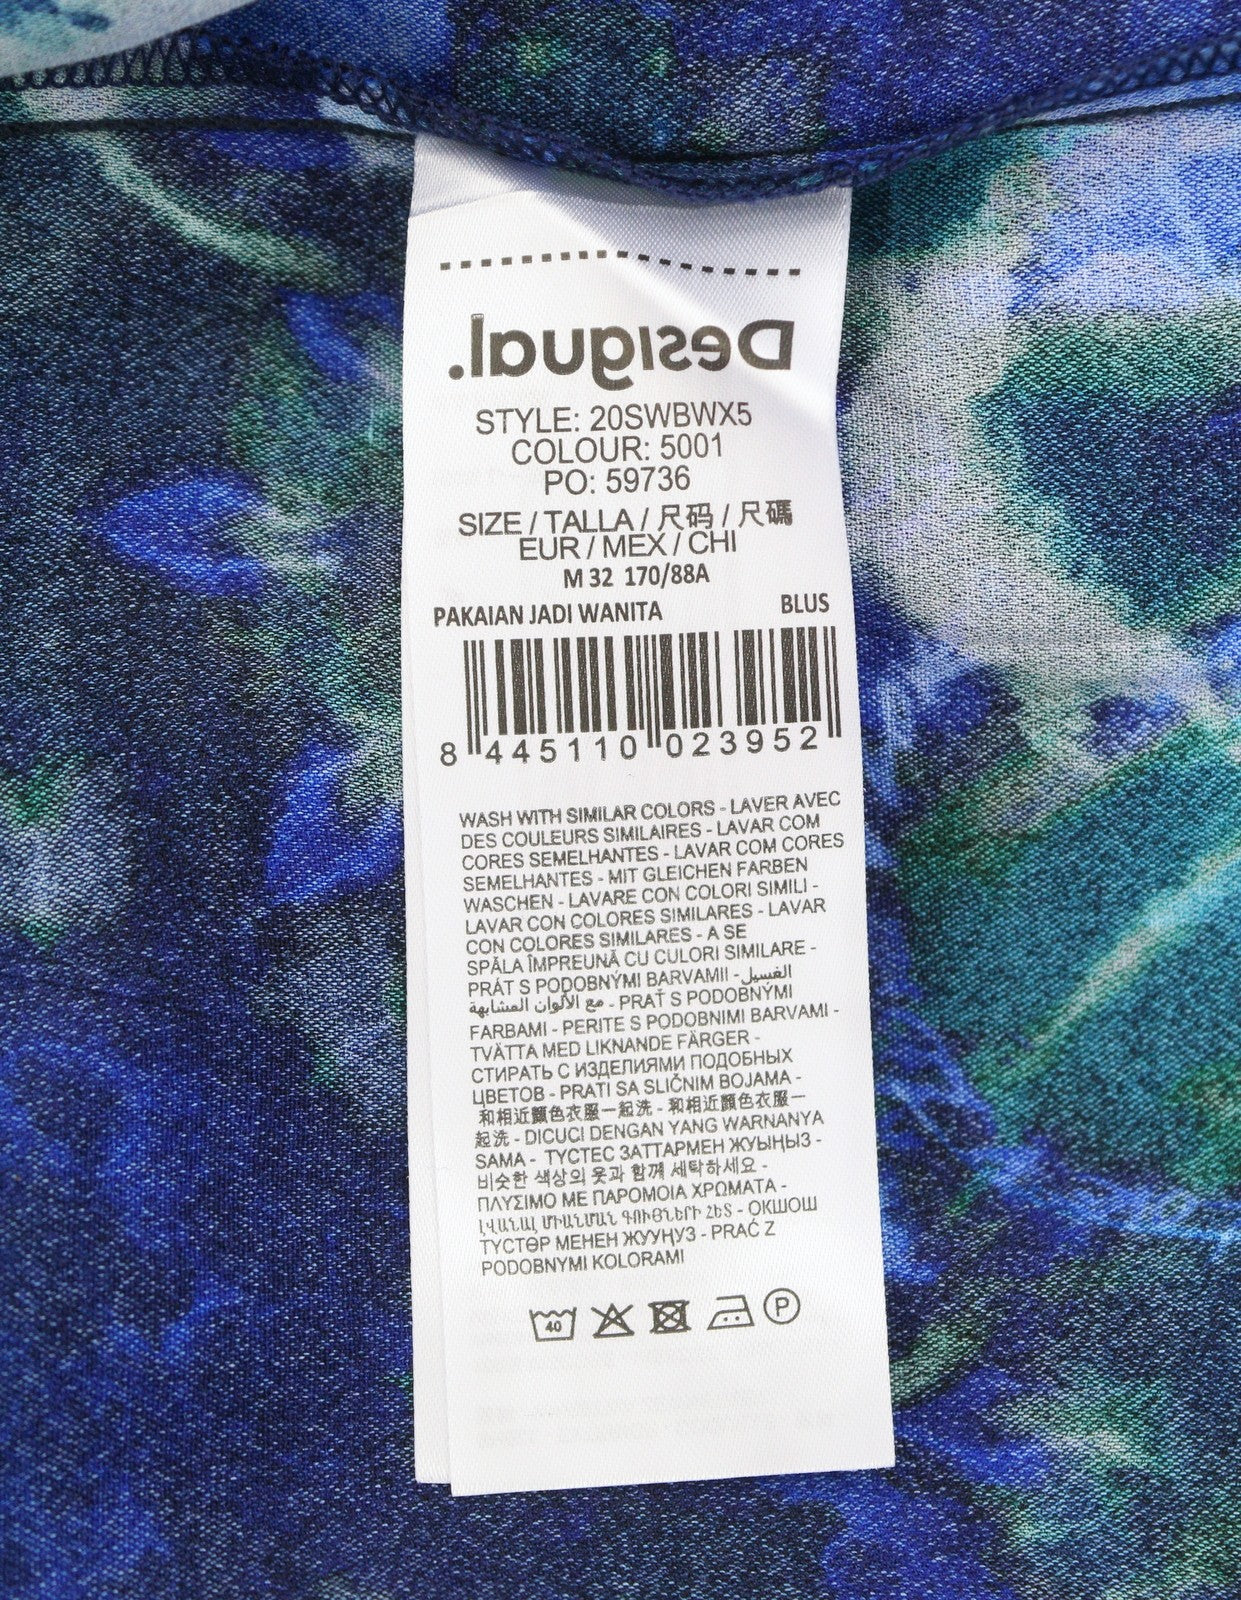 Desigual.
STYLE: 20SWBWX5
COLOUR: 5001
PO: 59736
SIZE / TALLA / 尺码 / 尺碼
EUR / MEX / CHI
M 32 170/88A
PAKAIAN JADI WANITA BLUS
8 445110 023952
WASH WITH SIMILAR COLORS - LAVER AVEC
DES COULEURS SIMILAIRES - LAVAR COM
CORES SEMELHANTES - LAVAR COM CORES
SEMELHANTES - MIT GLEICHEN FARBEN
WASCHEN - LAVARE CON COLORI SIMILI -
LAVAR CON COLORES SIMILARES - LAVAR
CON COLORES SIMILARES - A SE
SPĂLA ÎMPREUNĂ CU CULORI SIMILARE -
PRÁT S PODOBNÝMI BARVAMII - الغسيل
مع الألوان المشابهة - PRAŤ S PODOBNÝMI
FARBAMI - PERITE S PODOBNIMI BARVAMI -
TVÄTTA MED LIKNANDE FÄRGER -
СТИРАТЬ С ИЗДЕЛИЯМИ ПОДОБНЫХ
ЦВЕТОВ - PRATI SA SLIČNIM BOJAMA -
和相近顏色衣服一起洗 - 和相近颜色衣服一
起洗 - DICUCI DENGAN YANG WARNANYA
SAMA - ТҮСТЕС ЗАТТАРМЕН ЖУЫҢЫЗ -
비슷한 색상의 옷과 함께 세탁하세요 -
ΠΛΥΣΙΜΟ ΜΕ ΠΑΡΟΜΟΙΑ ΧΡΩΜΑΤΑ -
ԼՎԱՆԱԼ ՄԻԱՆՄԱՆ ԳՈՒՅՆԵՐԻ ՀԵՏ - ОКШОШ
ТҮСТӨР МЕНЕН ЖУУҢУЗ - PRAĆ Z
PODOBNYMI KOLORAMI
40 P